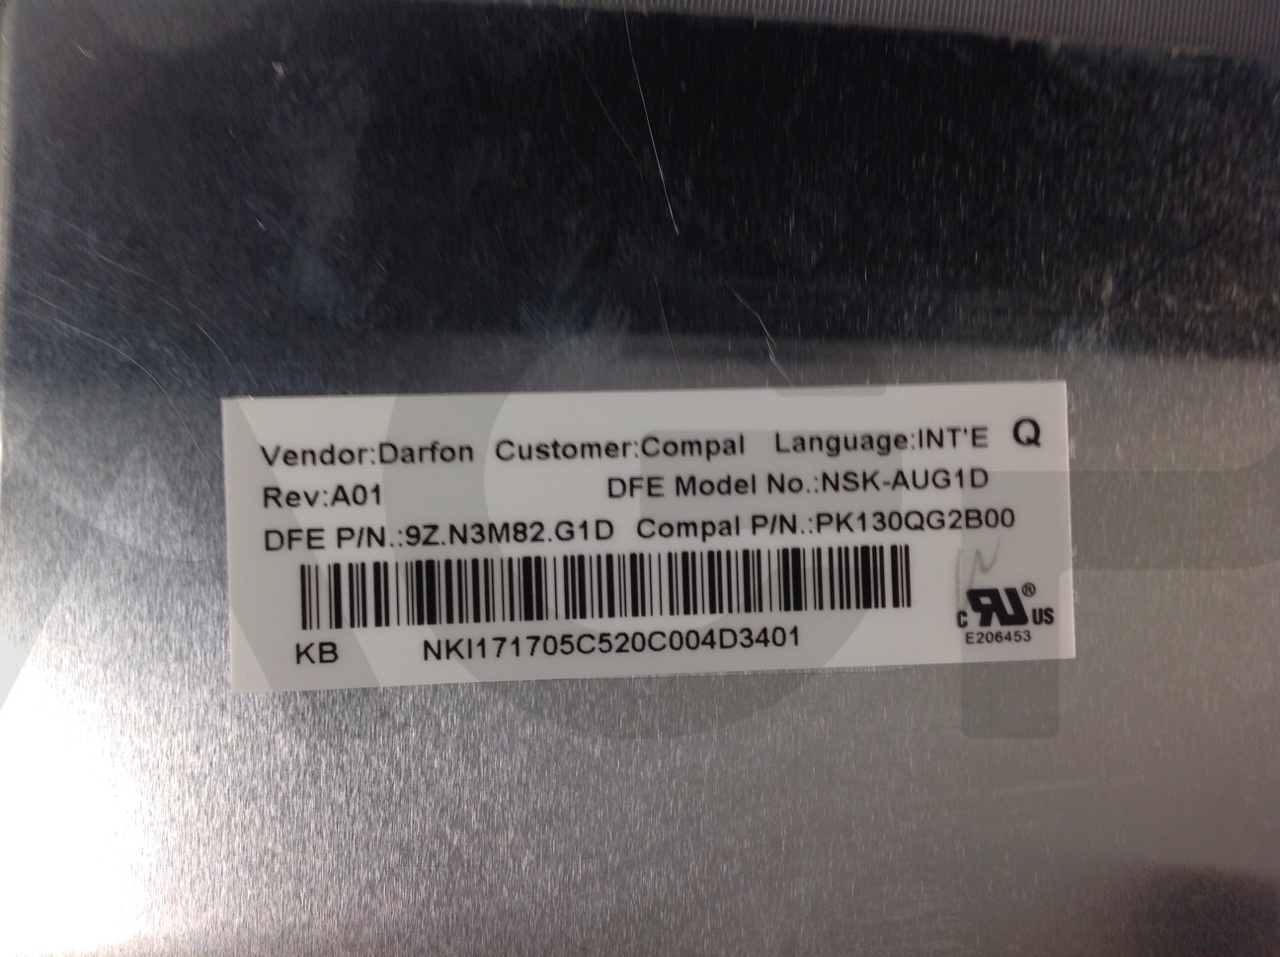 Vendor:Darfon Customer:Compal Language:INT'E Q
Rev:A01 DFE Model No.:NSK-AUG1D
DFE P/N.:9Z.N3M82.G1D Compal P/N.:PK130QG2B00
KB NKI171705C520C004D3401
c RU ® US
E206453